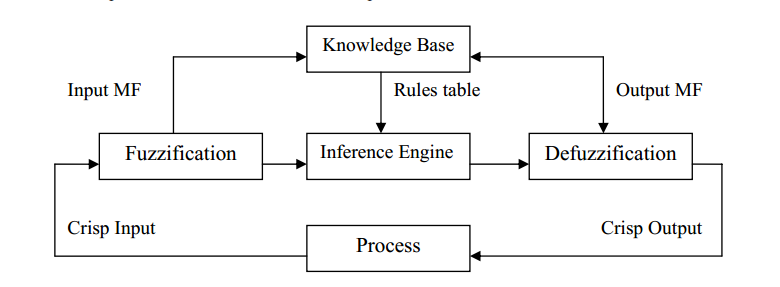 Knowledge Base
Input MF
Rules table
Output MF
Fuzzification
Inference Engine
Defuzzification
Crisp Input
Crisp Output
Process